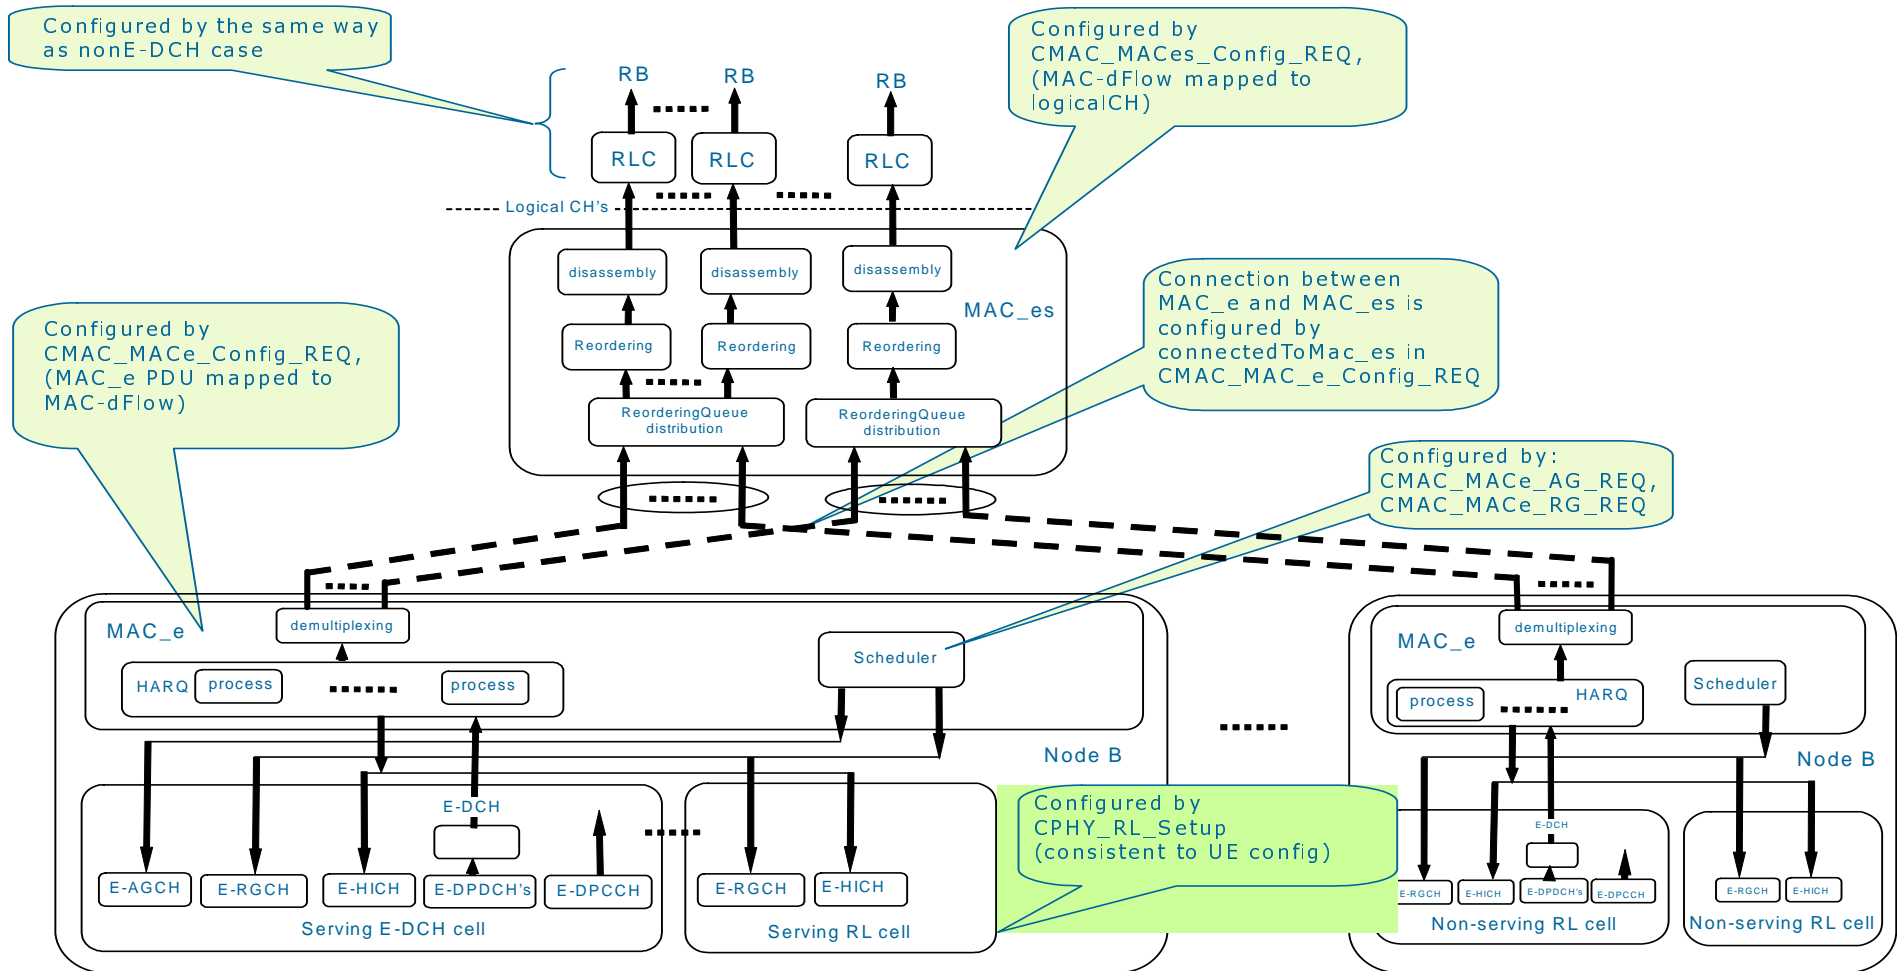 Configured by the same way
as nonE-DCH case
Configured by
CMAC_MACes_Config_REQ,
(MAC-dFlow mapped to
logicalCH)
RB
RB
RB
RLC
RLC
RLC
Logical CH's
disassembly
disassembly
disassembly
MAC_es
Reordering
Reordering
Reordering
ReorderingQueue
distribution
ReorderingQueue
distribution
Connection between
MAC_e and MAC_es is
configured by
connectedToMac_es in
CMAC_MAC_e_Config_REQ
Configured by
CMAC_MACe_Config_REQ,
(MAC_e PDU mapped to
MAC-dFlow)
Configured by:
CMAC_MACe_AG_REQ,
CMAC_MACe_RG_REQ
MAC_e
demultiplexing
Scheduler
HARQ
process
process
Node B
E-DCH
E-AGCH
E-RGCH
E-HICH
E-DPDCH's
E-DPCCH
Serving E-DCH cell
E-RGCH
E-HICH
Serving RL cell
Configured by
CPHY_RL_Setup
(consistent to UE config)
MAC_e
demultiplexing
process
HARQ
Scheduler
Node B
E-DCH
E-RGCH
E-HICH
E-DPDCH's
E-DPCCH
Non-serving RL cell
E-RGCH
E-HICH
Non-serving RL cell